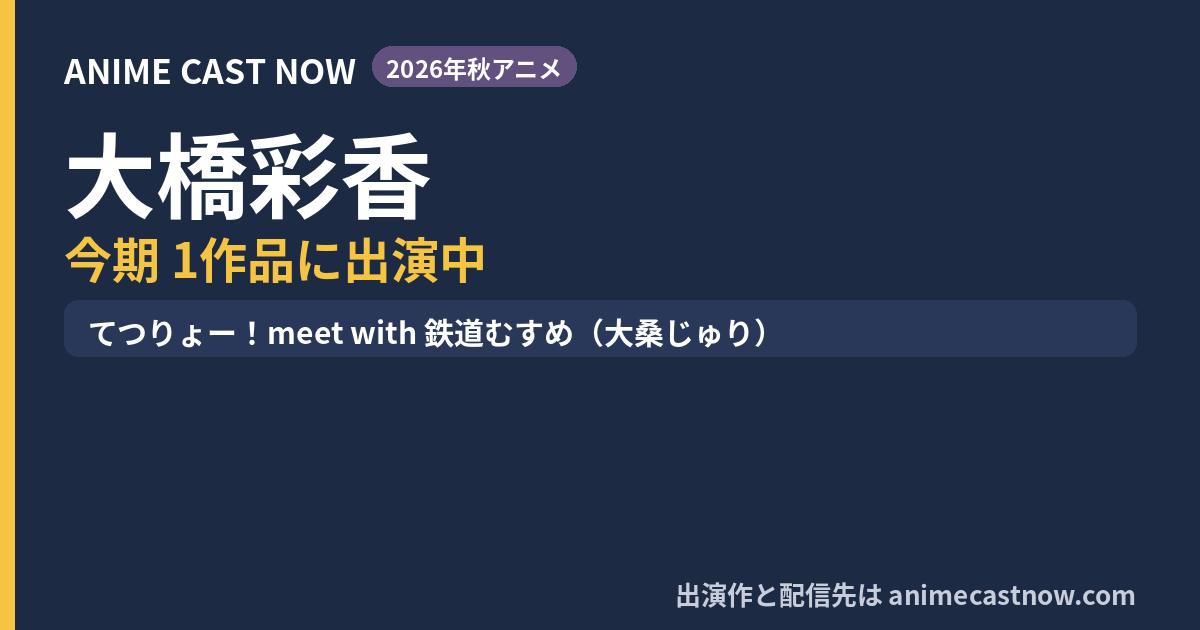 ANIME CAST NOW 2026年秋アニメ
大橋彩香
今期 1作品に出演中
てつりょー！meet with 鉄道むすめ（大桑じゅり）
出演作と配信先は animecastnow.com